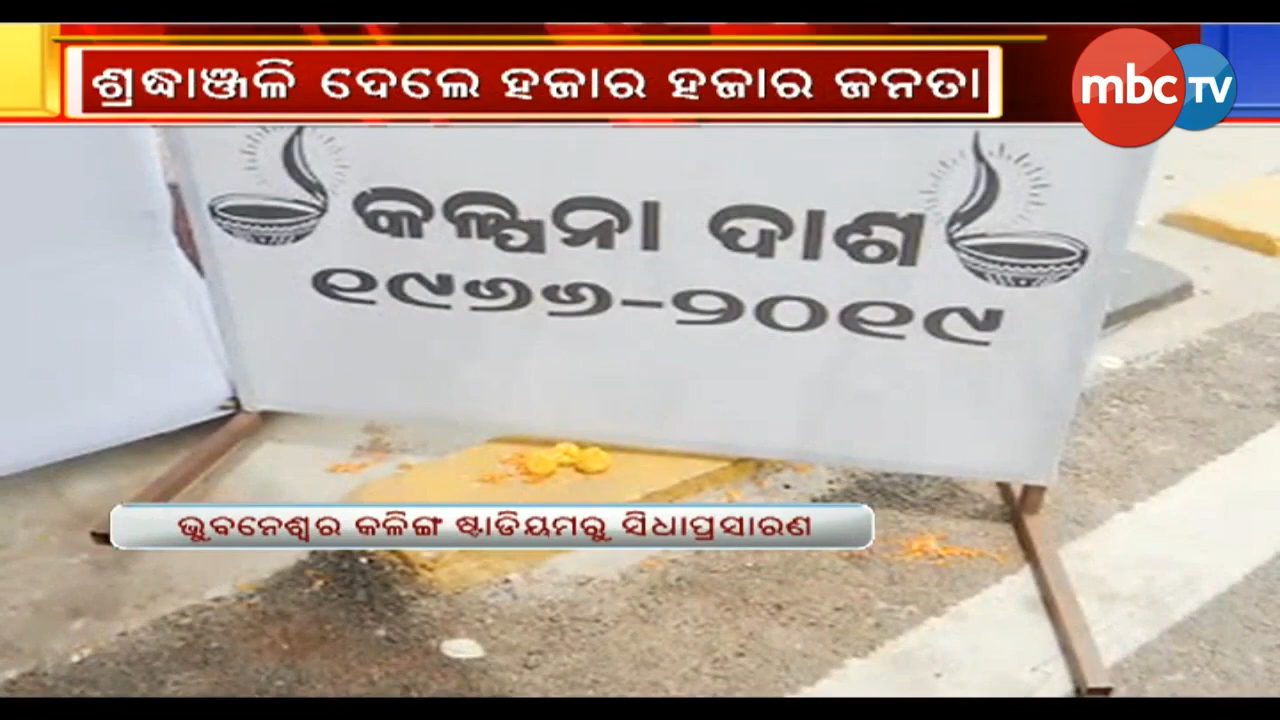 ଶ୍ରଦ୍ଧାଞ୍ଜଳି ଦେଲେ ହଜାର ହଜାର ଜନତା
mbc TV
କଳ୍ପନା ଦାଶ
୧୯୬୬-୨୦୧୯
ଭୁବନେଶ୍ୱର କଳିଙ୍ଗ ଷ୍ଟାଡିୟମରୁ ସିଧାପ୍ରସାରଣ